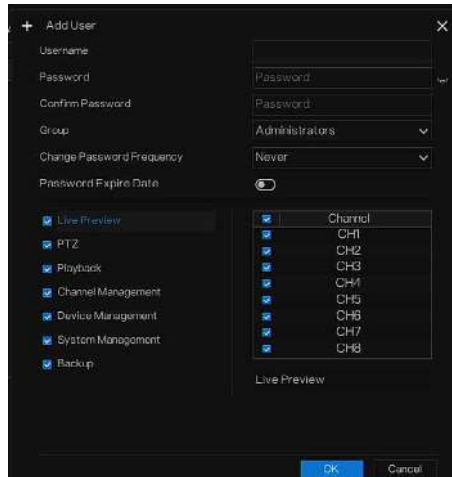 + Add User ×
Username
Password Password
Confirm Password Password
Group Administrators
Change Password Frequency Never
Password Expire Date
Live Preview
PTZ
Playback
Channel Management
Device Management
System Management
Backup
Channel
CH1
CH2
CH3
CH4
CH5
CH6
CH7
CH8
Live Preview
OK Cancel